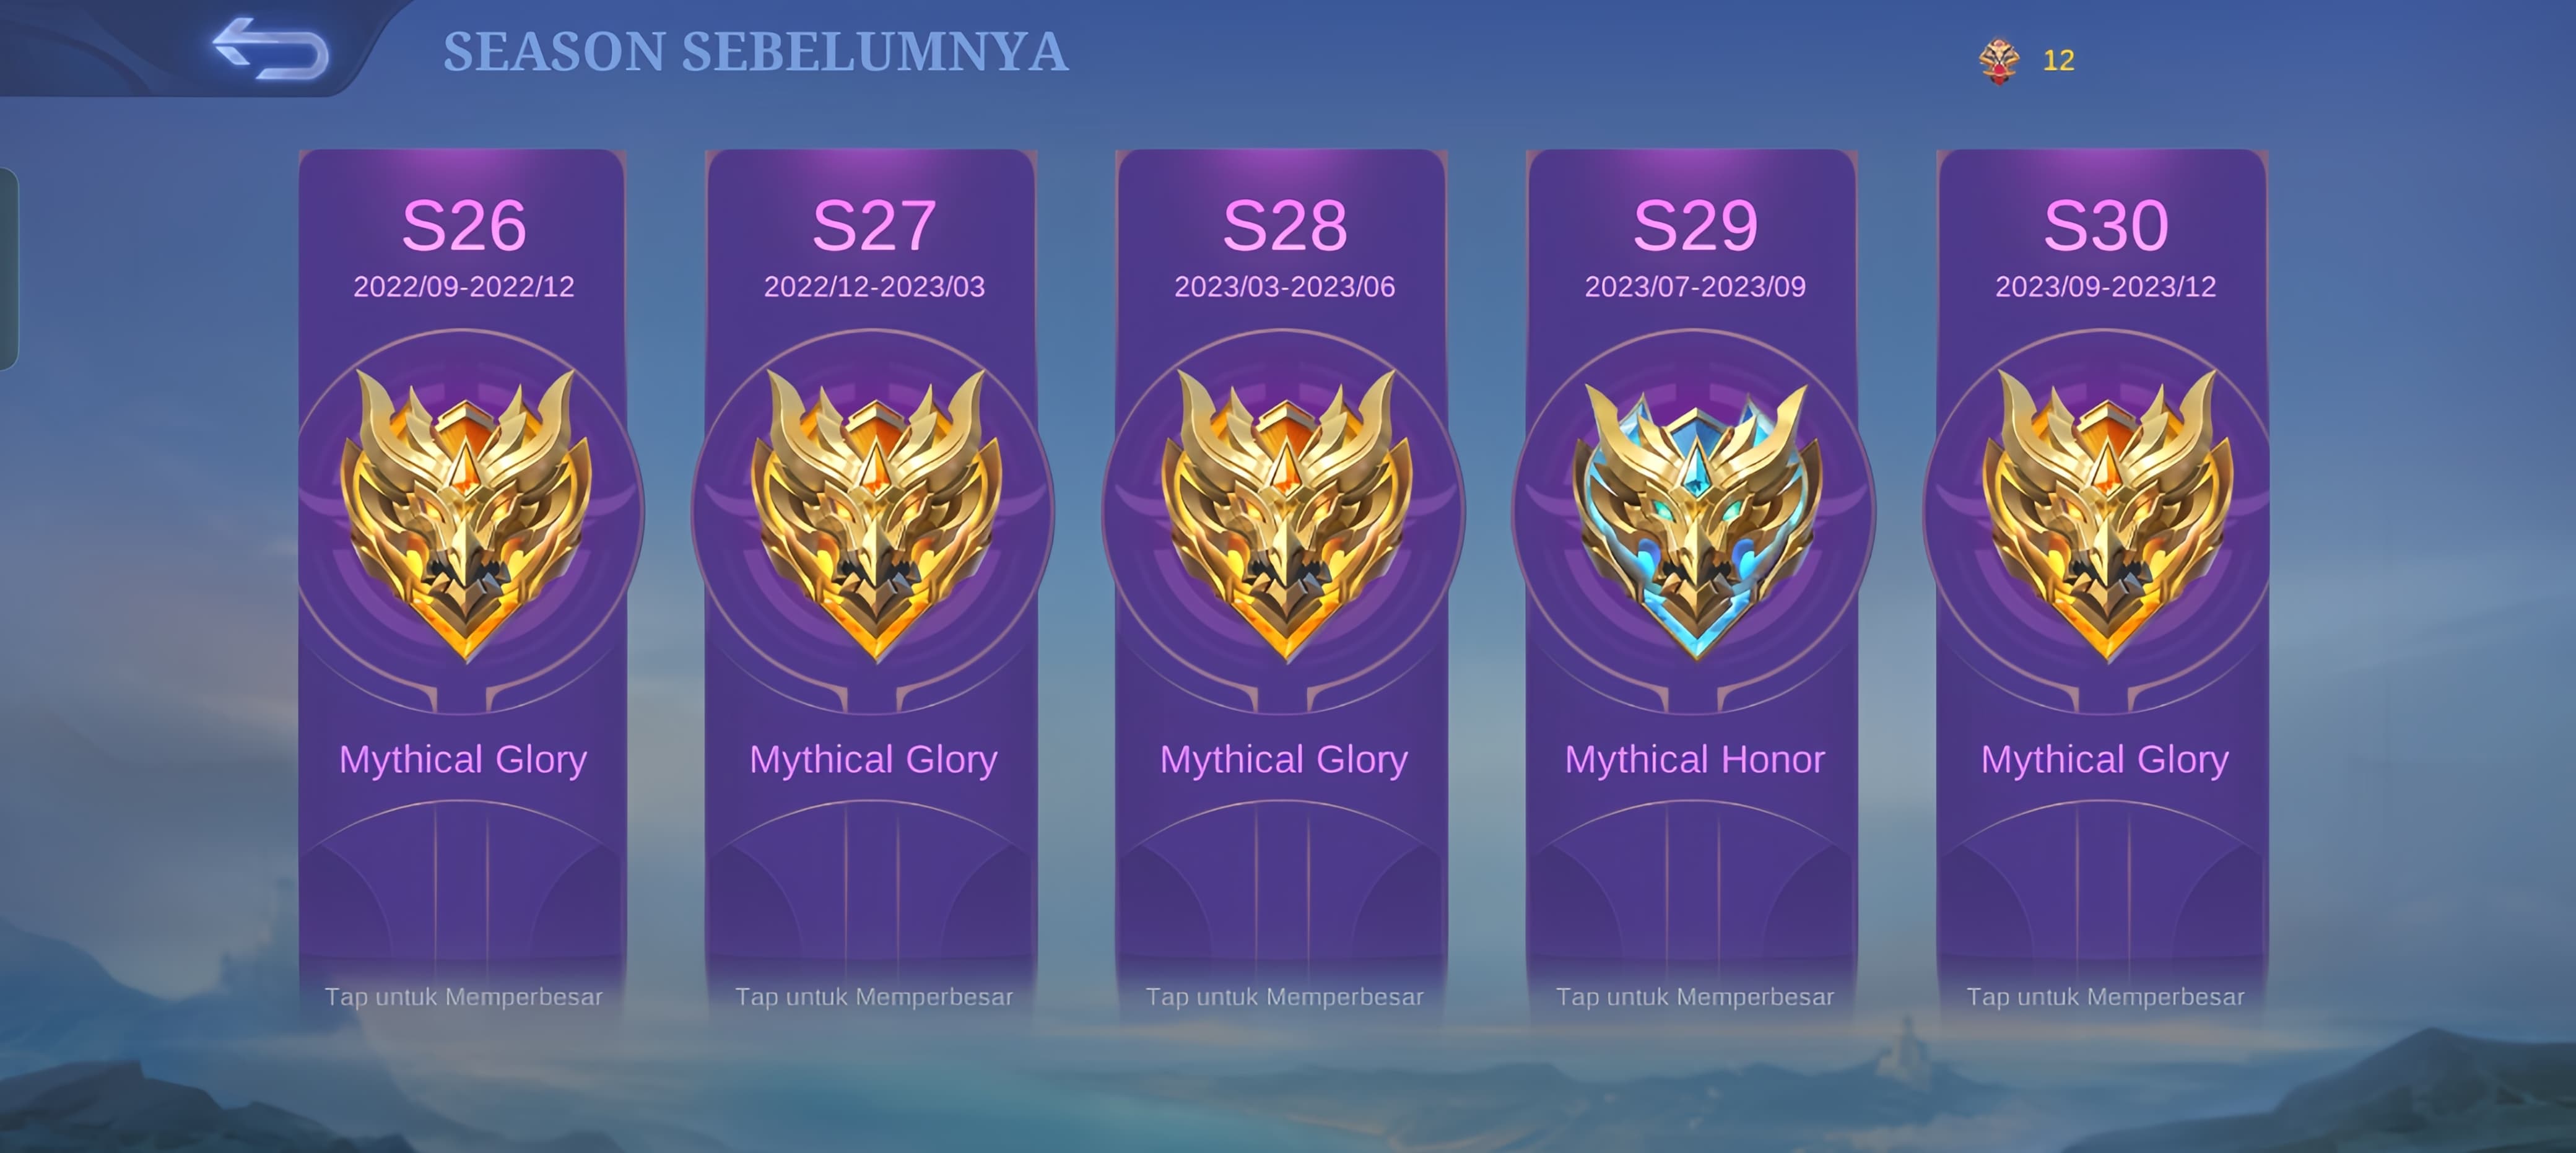 SEASON SEBELUMNYA
12
S26
2022/09-2022/12
Mythical Glory
Tap untuk Memperbesar
S27
2022/12-2023/03
Mythical Glory
Tap untuk Memperbesar
S28
2023/03-2023/06
Mythical Glory
Tap untuk Memperbesar
S29
2023/07-2023/09
Mythical Honor
Tap untuk Memperbesar
S30
2023/09-2023/12
Mythical Glory
Tap untuk Memperbesar